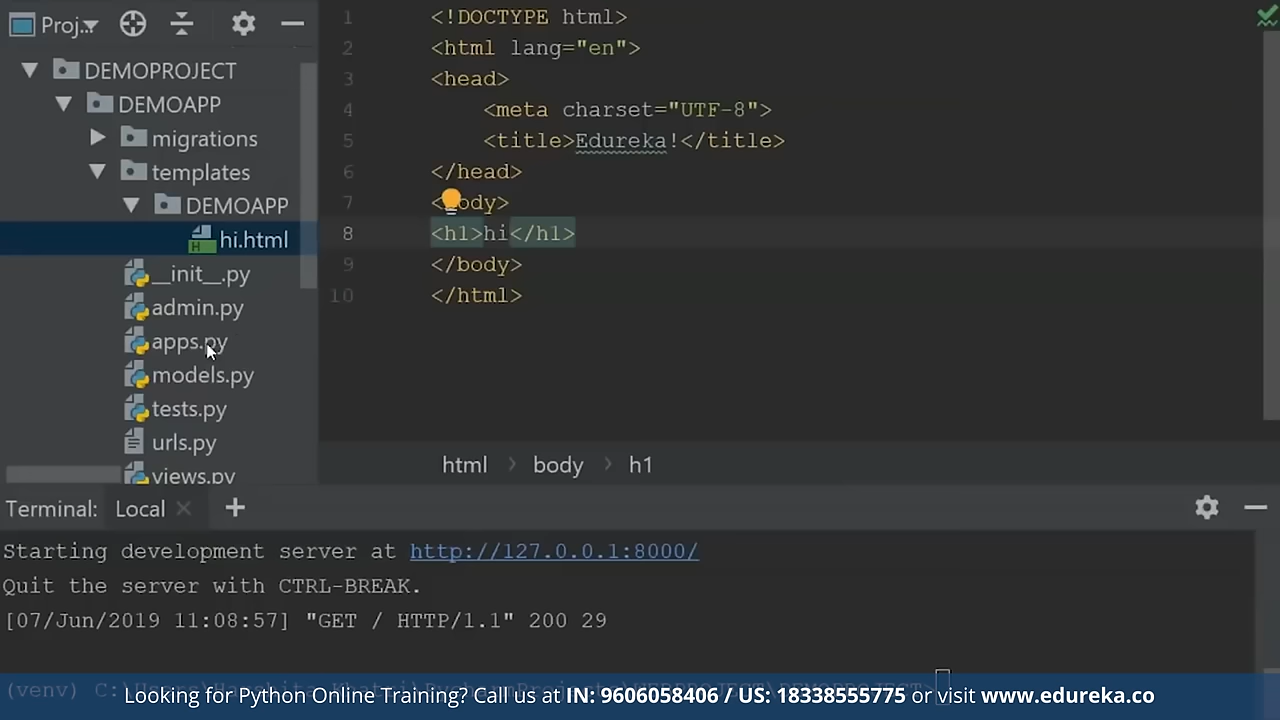 Proj..
DEMOPROJECT
DEMOAPP
migrations
templates
DEMOAPP
hi.html
__init__.py
admin.py
apps.py
models.py
tests.py
urls.py
views.py
1 <!DOCTYPE html>
2 <html lang="en">
3 <head>
4 <meta charset="UTF-8">
5 <title>Edureka!</title>
6 </head>
7 <body>
8 <h1>hi</h1>
9 </body>
10 </html>
html > body > h1
Terminal: Local × +
Starting development server at http://127.0.0.1:8000/
Quit the server with CTRL-BREAK.
[07/Jun/2019 11:08:57] "GET / HTTP/1.1" 200 29
(venv) C:\
Looking for Python Online Training? Call us at IN: 9606058406 / US: 18338555775 or visit www.edureka.co